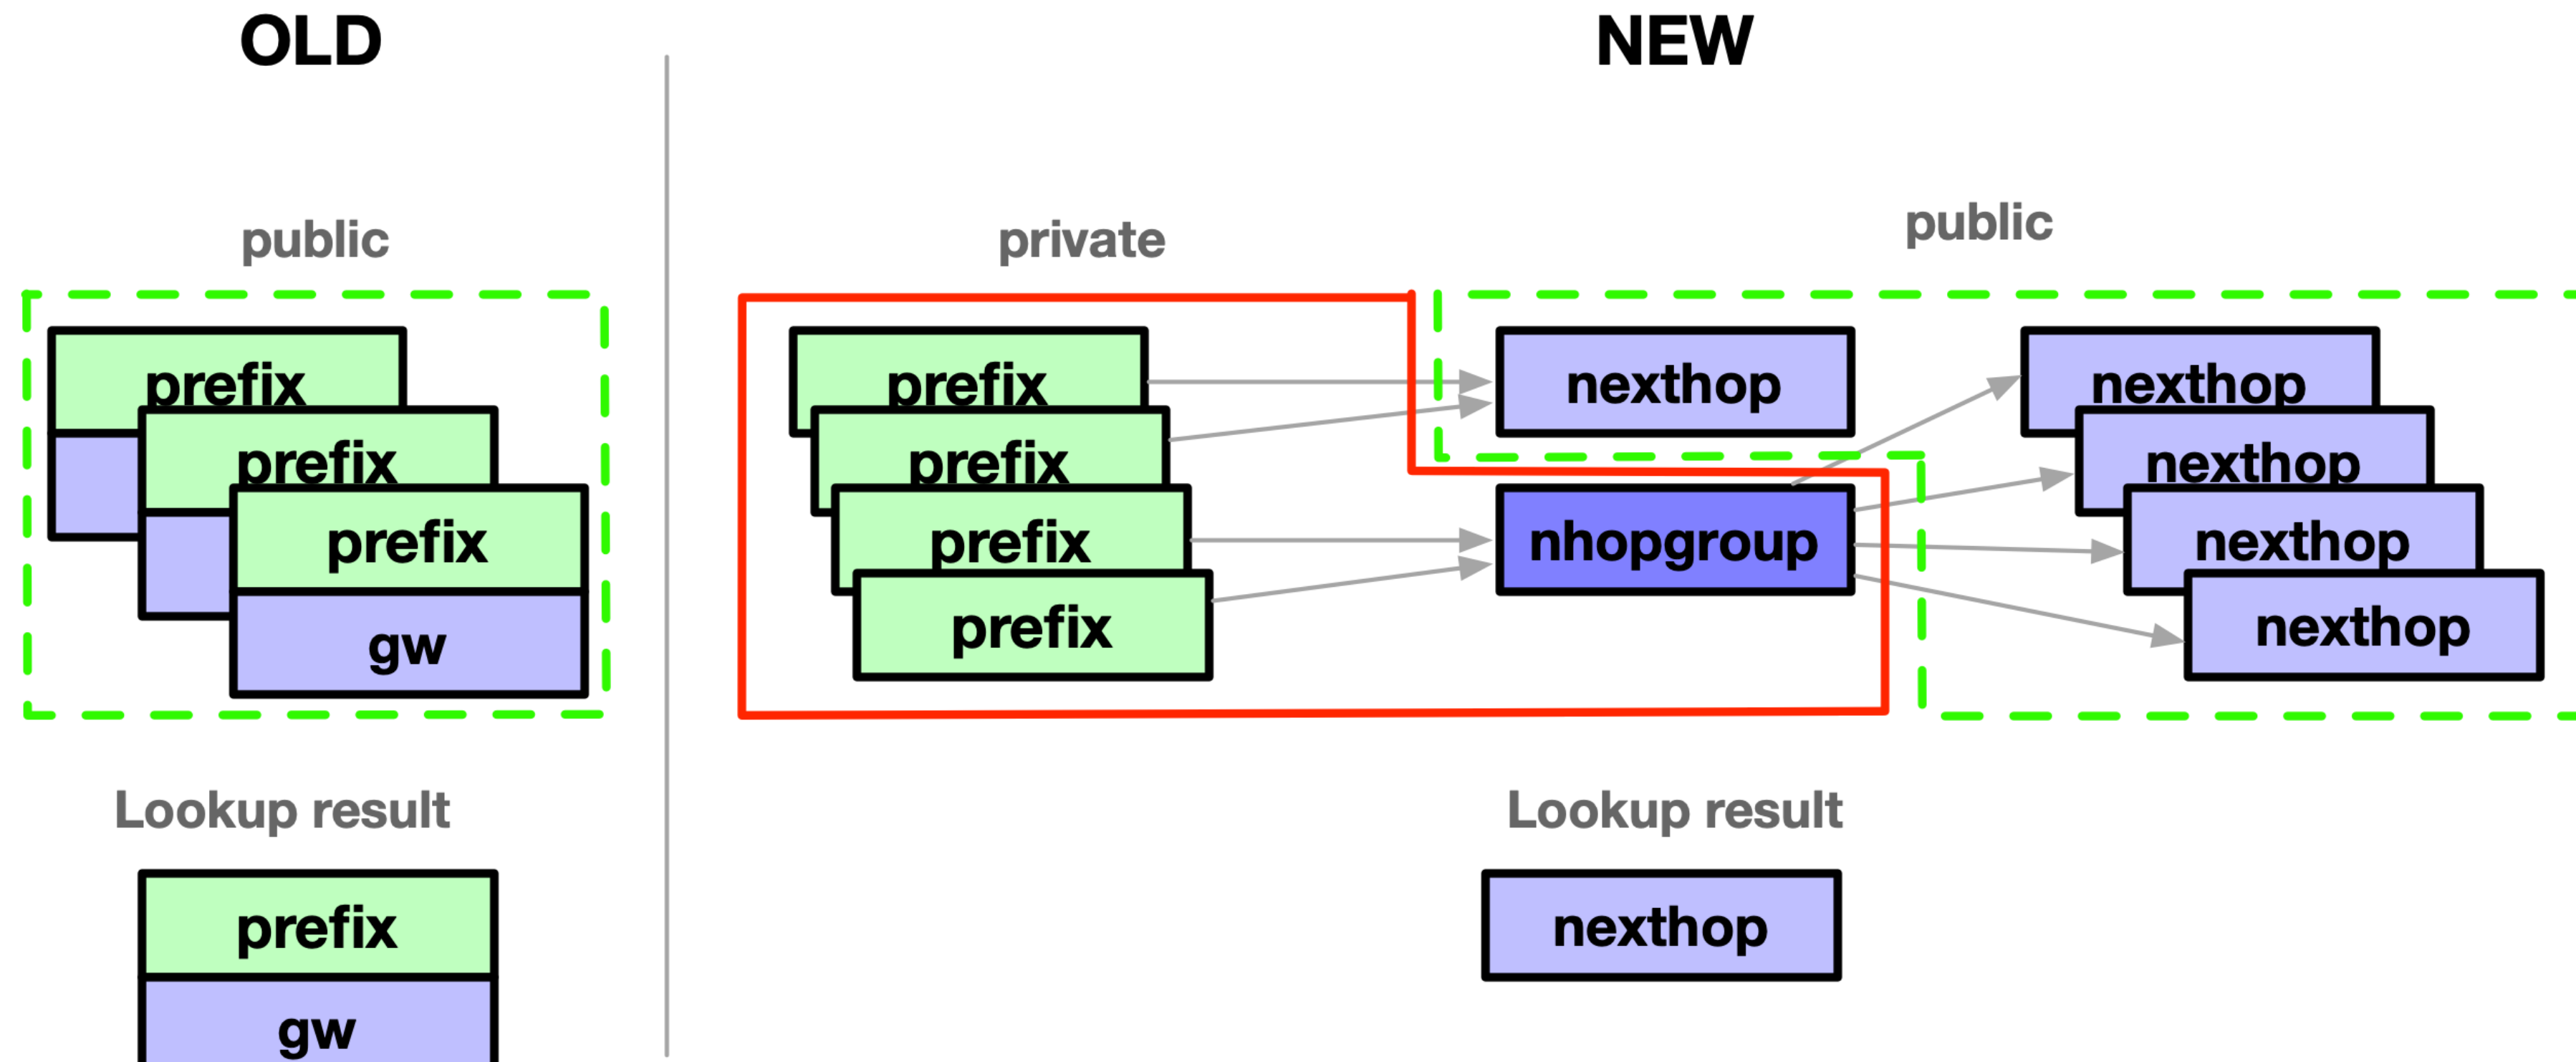 OLD
public
prefix
prefix
prefix
gw
Lookup result
prefix
gw
NEW
private
public
prefix
prefix
prefix
prefix
nexthop
nhopgroup
nexthop
nexthop
nexthop
nexthop
Lookup result
nexthop